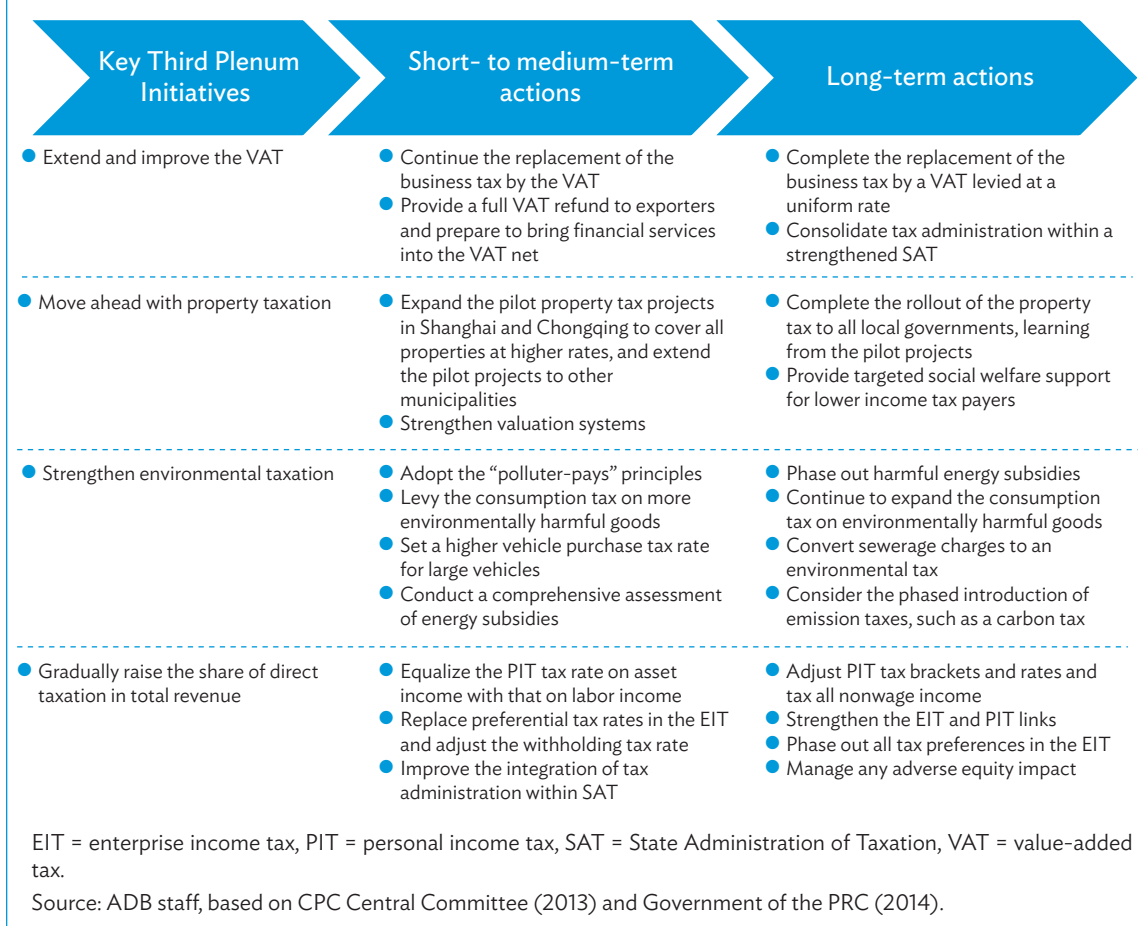 Key Third Plenum
Initiatives
Short- to medium-term
actions
Long-term actions
● Extend and improve the VAT
● Continue the replacement of the
business tax by the VAT
● Provide a full VAT refund to exporters
and prepare to bring financial services
into the VAT net
● Complete the replacement of the
business tax by a VAT levied at a
uniform rate
● Consolidate tax administration within a
strengthened SAT
● Move ahead with property taxation
● Expand the pilot property tax projects
in Shanghai and Chongqing to cover all
properties at higher rates, and extend
the pilot projects to other
municipalities
● Strengthen valuation systems
● Complete the rollout of the property
tax to all local governments, learning
from the pilot projects
● Provide targeted social welfare support
for lower income tax payers
● Strengthen environmental taxation
● Adopt the “polluter-pays” principles
● Levy the consumption tax on more
environmentally harmful goods
● Set a higher vehicle purchase tax rate
for large vehicles
● Conduct a comprehensive assessment
of energy subsidies
● Phase out harmful energy subsidies
● Continue to expand the consumption
tax on environmentally harmful goods
● Convert sewerage charges to an
environmental tax
● Consider the phased introduction of
emission taxes, such as a carbon tax
● Gradually raise the share of direct
taxation in total revenue
● Equalize the PIT tax rate on asset
income with that on labor income
● Replace preferential tax rates in the EIT
and adjust the withholding tax rate
● Improve the integration of tax
administration within SAT
● Adjust PIT tax brackets and rates and
tax all nonwage income
● Strengthen the EIT and PIT links
● Phase out all tax preferences in the EIT
● Manage any adverse equity impact
EIT = enterprise income tax, PIT = personal income tax, SAT = State Administration of Taxation, VAT = value-added
tax.
Source: ADB staff, based on CPC Central Committee (2013) and Government of the PRC (2014).